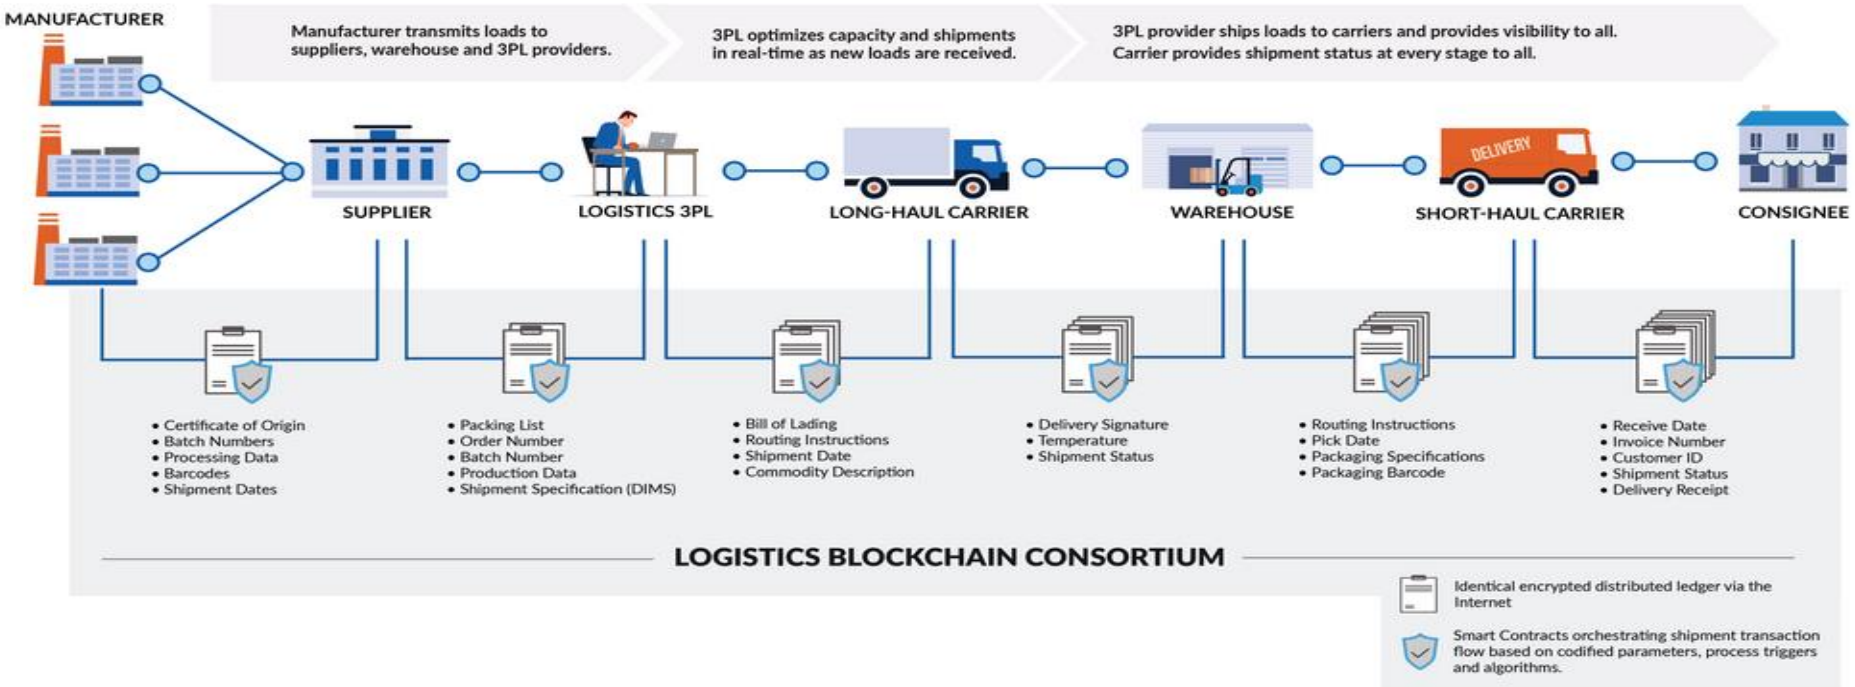 MANUFACTURER
Manufacturer transmits loads to
suppliers, warehouse and 3PL providers.
3PL optimizes capacity and shipments
in real-time as new loads are received.
3PL provider ships loads to carriers and provides visibility to all.
Carrier provides shipment status at every stage to all.
DELIVERY
SUPPLIER
LOGISTICS 3PL
LONG-HAUL CARRIER
WAREHOUSE
SHORT-HAUL CARRIER
CONSIGNEE
• Certificate of Origin
• Batch Numbers
• Processing Data
• Barcodes
• Shipment Dates
• Packing List
• Order Number
• Batch Number
• Production Data
• Shipment Specification (DIMS)
• Bill of Lading
• Routing Instructions
• Shipment Date
• Commodity Description
• Delivery Signature
• Temperature
• Shipment Status
• Routing Instructions
• Pick Date
• Packaging Specifications
• Packaging Barcode
• Receive Date
• Invoice Number
• Customer ID
• Shipment Status
• Delivery Receipt
LOGISTICS BLOCKCHAIN CONSORTIUM
Identical encrypted distributed ledger via the
Internet
Smart Contracts orchestrating shipment transaction
flow based on codified parameters, process triggers
and algorithms.